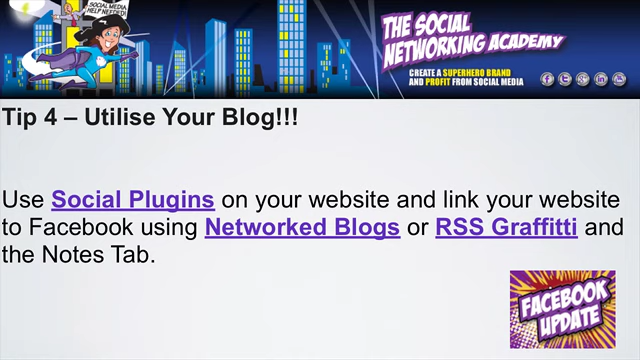 SOCIAL MEDIA
HELP NEEDED!
THE SOCIAL
NETWORKING ACADEMY
CREATE A SUPERHERO BRAND
AND PROFIT FROM SOCIAL MEDIA
Tip 4 – Utilise Your Blog!!!
Use Social Plugins on your website and link your website
to Facebook using Networked Blogs or RSS Graffitti and
the Notes Tab.
FACEBOOK
UPDATE